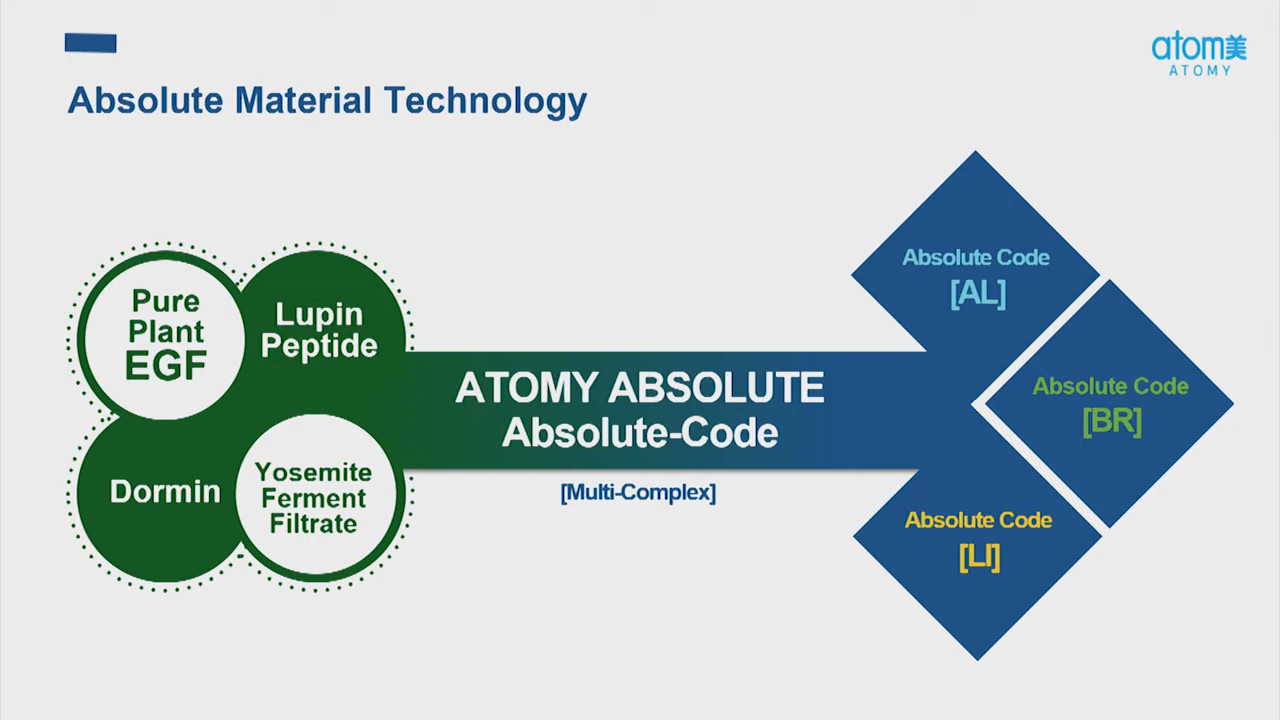 atom美
ATOMY
Absolute Material Technology
Pure
Plant
EGF
Lupin
Peptide
Dormin
Yosemite
Ferment
Filtrate
ATOMY ABSOLUTE
Absolute-Code
[Multi-Complex]
Absolute Code
[AL]
Absolute Code
[BR]
Absolute Code
[LI]